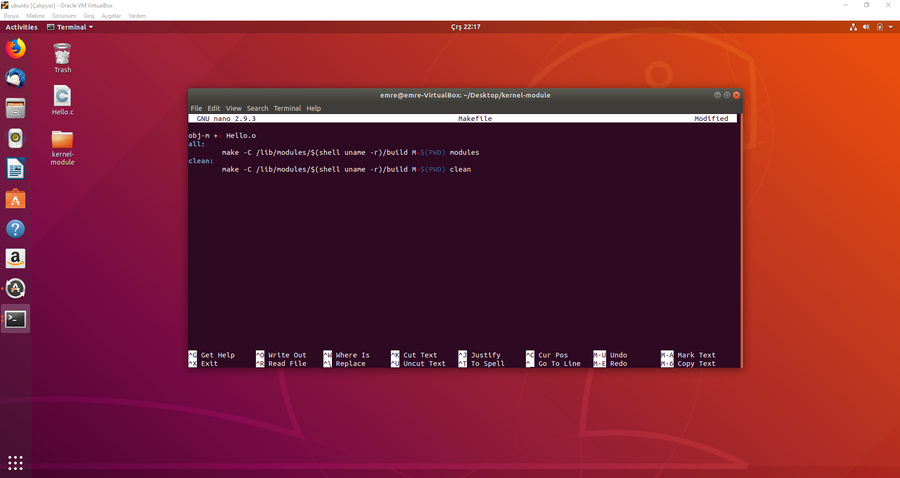 ubuntu [Çalışıyor] - Oracle VM VirtualBox
Dosya Makine Görünüm Giriş Aygıtlar Yardım
Activities Terminal Çrş 22:17
Trash
Hello.c
kernel-module
emre@emre-VirtualBox: ~/Desktop/kernel-module
File Edit View Search Terminal Help
GNU nano 2.9.3 Makefile Modified
obj-m += Hello.o
all:
make -C /lib/modules/$(shell uname -r)/build M=$(PWD) modules
clean:
make -C /lib/modules/$(shell uname -r)/build M=$(PWD) clean
^G Get Help ^O Write Out ^W Where Is ^K Cut Text ^J Justify ^C Cur Pos M-U Undo M-A Mark Text
^X Exit ^R Read File ^\ Replace ^U Uncut Text ^T To Spell ^_ Go To Line M-E Redo M-6 Copy Text